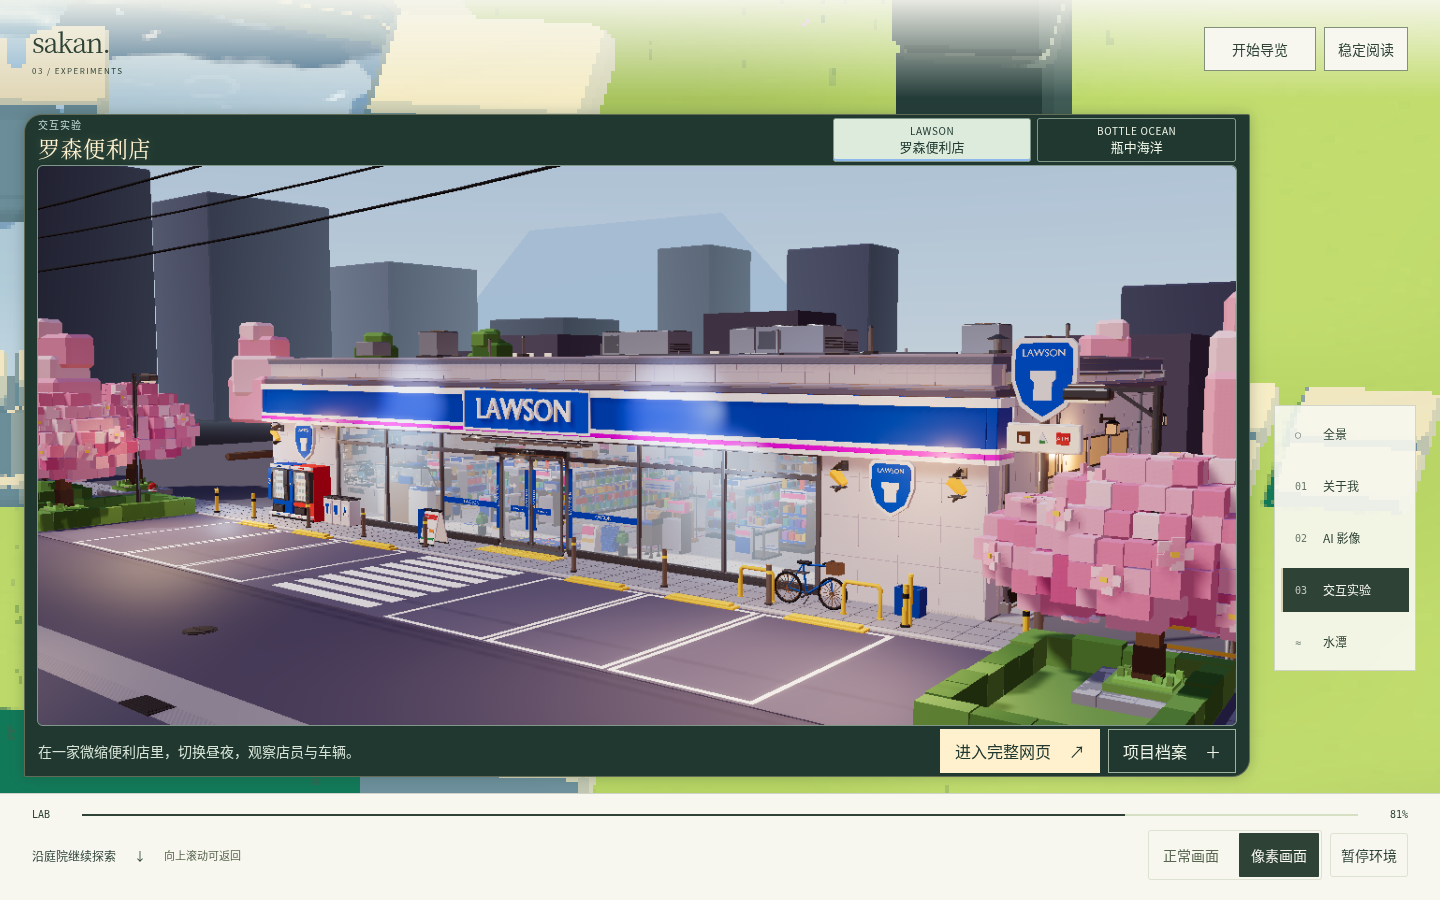 sakan.
03 / EXPERIMENTS
开始导览
稳定阅读
交互实验
罗森便利店
LAWSON
罗森便利店
BOTTLE OCEAN
瓶中海洋
LAWSON
LAWSON
LAWSON
在一家微缩便利店里，切换昼夜，观察店员与车辆。
进入完整网页 ↗
项目档案 +
○ 全景
01 关于我
02 AI 影像
03 交互实验
≈ 水潭
LAB
81%
沿庭院继续探索 ↓ 向上滚动可返回
正常画面
像素画面
暂停环境